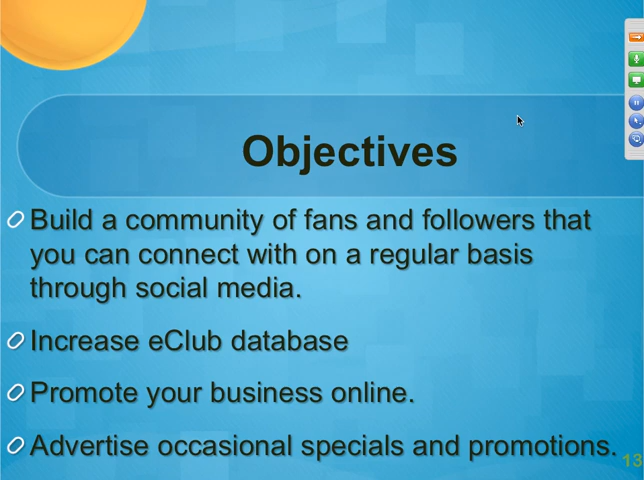 Objectives
Build a community of fans and followers that
you can connect with on a regular basis
through social media.
Increase eClub database
Promote your business online.
Advertise occasional specials and promotions.
13